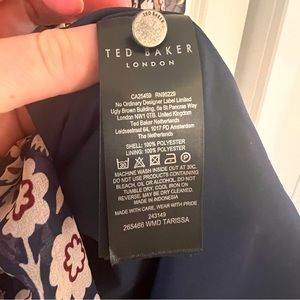 TED BAKER
LONDON
CA25459 RN95229
No Ordinary Designer Label Limited
Ugly Brown Building, 6a St Pancras Way
London NW1 0TB. United Kingdom
Ted Baker The Netherlands
Leidsestraat 64, 1017 PD Amsterdam
The Netherlands
SHELL: 100% POLYESTER
LINING: 100% POLYESTER
MACHINE WASH INSIDE OUT AT 30C.
DO NOT USE PRODUCTS CONTAINING
BLEACH, OIL, OR ALCOHOL. DO NOT
TUMBLE DRY. COOL IRON ON
REVERSE. MAY BE DRY CLEANED.
MADE IN INDONESIA
MADE WITH CARE, WEAR WITH PRIDE
243149
265466 WMD TARISSA